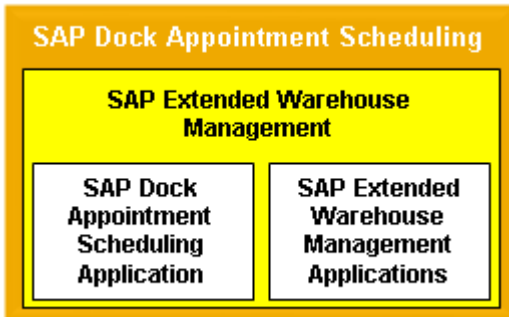 SAP Dock Appointment Scheduling
SAP Extended Warehouse
Management
SAP Dock
Appointment
Scheduling
Application
SAP Extended
Warehouse
Management
Applications